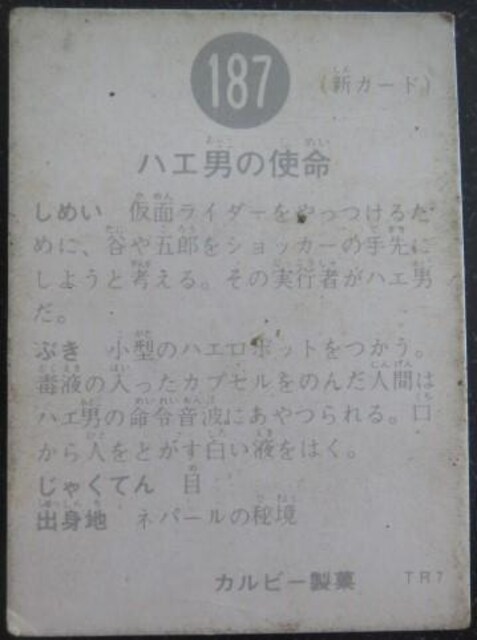 187
(新カード)
ハエ男の使命
しめい 仮面ライダーをやっつけるた
めに、谷や五郎をショッカーの手先に
しようと考える。その実行者がハエ男
だ。
ぶき 小型のハエロボットをつかう。
毒液の入ったカプセルをのんだ人間は
ハエ男の命令音波にあやつられる。口
から人をとかす白い液をはく。
じゃくてん 目
出身地 ネパールの秘境
カルビー製菓 TR7